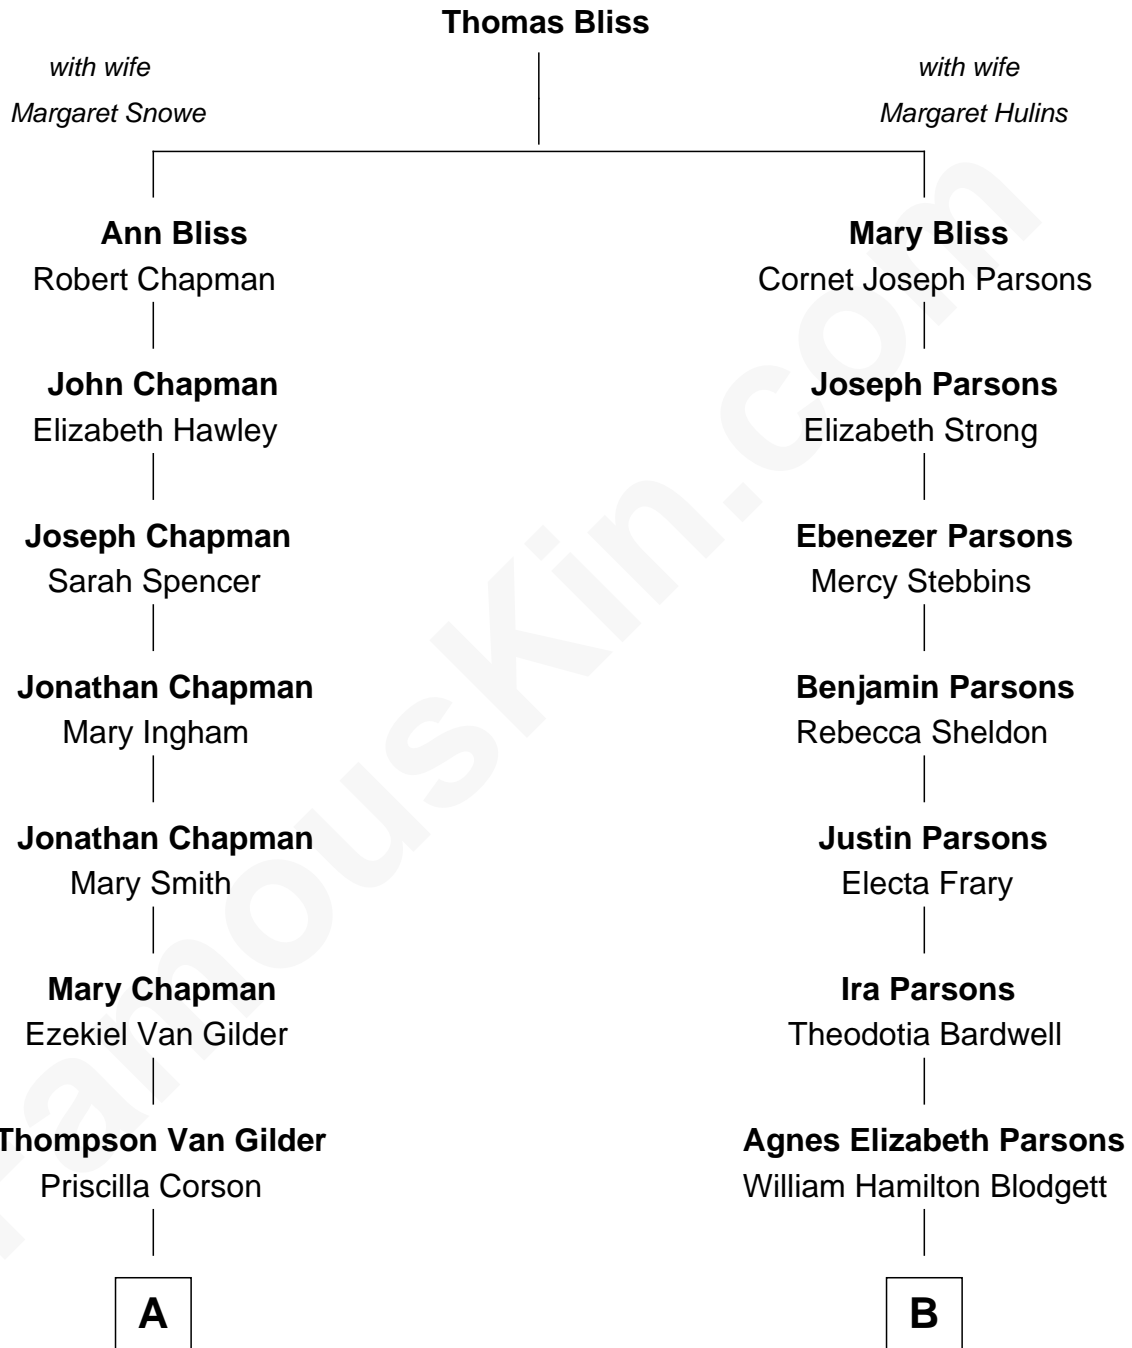 Thomas Bliss
with wife
Margaret Snowe
with wife
Margaret Hulins
Ann Bliss
Robert Chapman
Mary Bliss
Cornet Joseph Parsons
John Chapman
Elizabeth Hawley
Joseph Parsons
Elizabeth Strong
Joseph Chapman
Sarah Spencer
Ebenezer Parsons
Mercy Stebbins
Jonathan Chapman
Mary Ingham
Benjamin Parsons
Rebecca Sheldon
Jonathan Chapman
Mary Smith
Justin Parsons
Electa Frary
Mary Chapman
Ezekiel Van Gilder
Ira Parsons
Theodotia Bardwell
Thompson Van Gilder
Priscilla Corson
Agnes Elizabeth Parsons
William Hamilton Blodgett
A
B
FamousKin.com